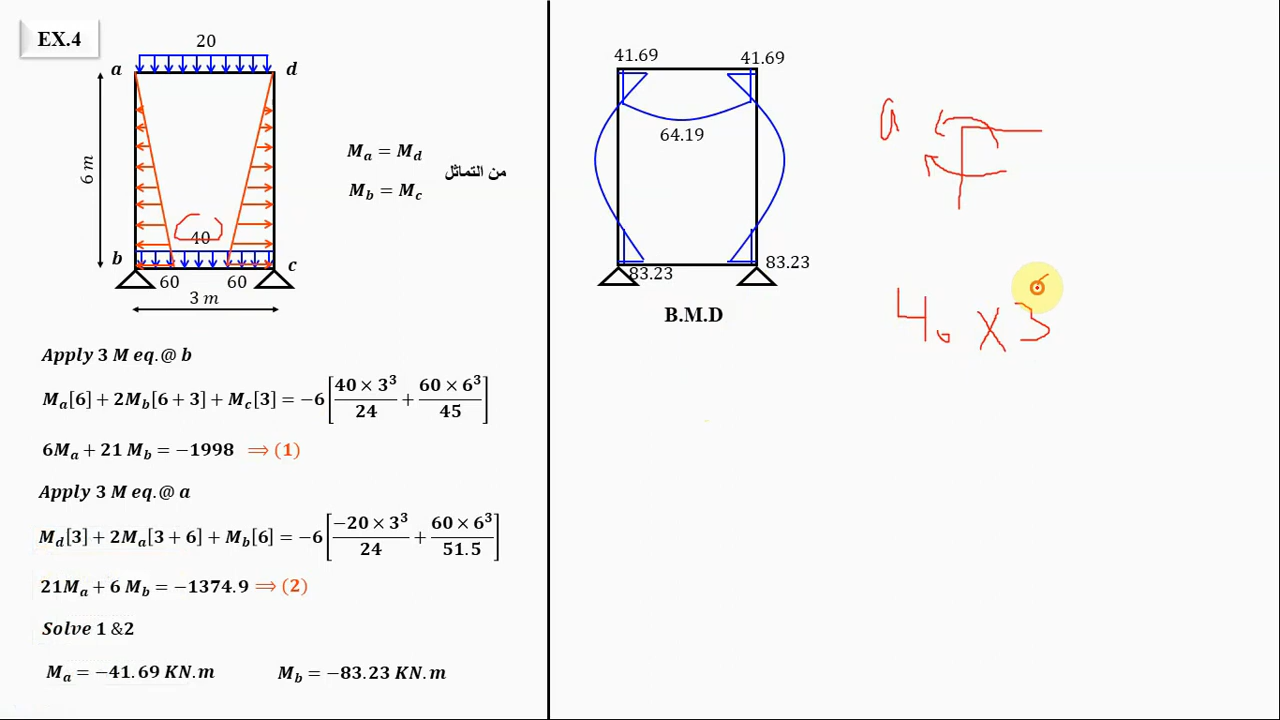 EX.4
20
a
d
6 m
40
b
c
60
60
3 m
M_a = M_d
M_b = M_c
من التماثل
Apply 3 M eq.@ b
M_a[6] + 2M_b[6 + 3] + M_c[3] = −6[40 × 3³/24 + 60 × 6³/45]
6M_a + 21 M_b = −1998 ⟹ (1)
Apply 3 M eq.@ a
M_d[3] + 2M_a[3 + 6] + M_b[6] = −6[−20 × 3³/24 + 60 × 6³/51.5]
21M_a + 6 M_b = −1374.9 ⟹ (2)
Solve 1 &2
M_a = −41.69 KN.m M_b = −83.23 KN.m
41.69
41.69
64.19
83.23
83.23
B.M.D
a
40 × 3